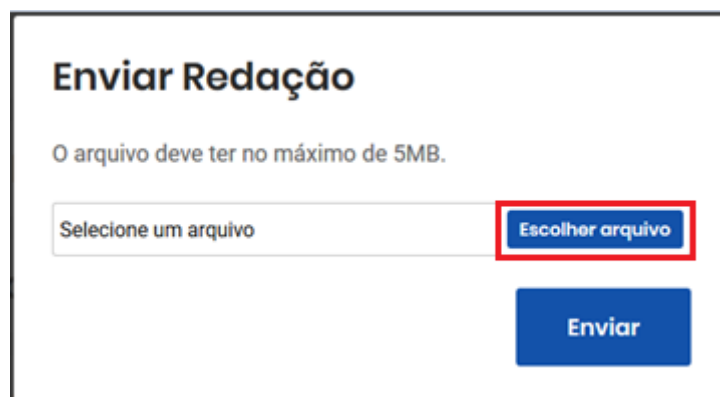 Enviar Redação
O arquivo deve ter no máximo de 5MB.
Selecione um arquivo Escolher arquivo
Enviar